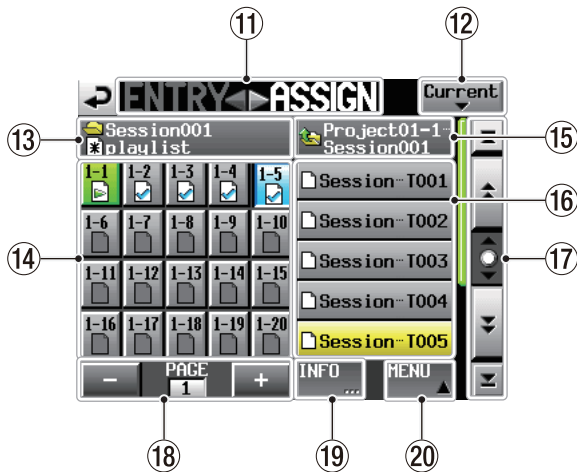 ⑪ ⑫
ENTRY ASSIGN Current
⑬ Session001 Project01-1··· ⑮
playlist Session001
1-1 1-2 1-3 1-4 1-5 Session···T001 ⑯
1-6 1-7 1-8 1-9 1-10 Session···T002
⑭ 1-11 1-12 1-13 1-14 1-15 Session···T003 ⑰
Session···T004
1-16 1-17 1-18 1-19 1-20 Session···T005
- PAGE + INFO ... MENU
1
⑱ ⑲ ⑳